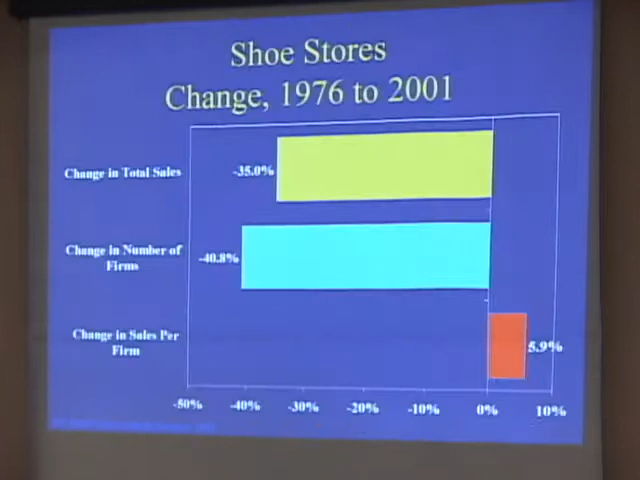 Shoe Stores
Change, 1976 to 2001
Change in Total Sales
-35.0%
Change in Number of
Firms
-40.8%
Change in Sales Per
Firm
5.9%
-50% -40% -30% -20% -10% 0% 10%